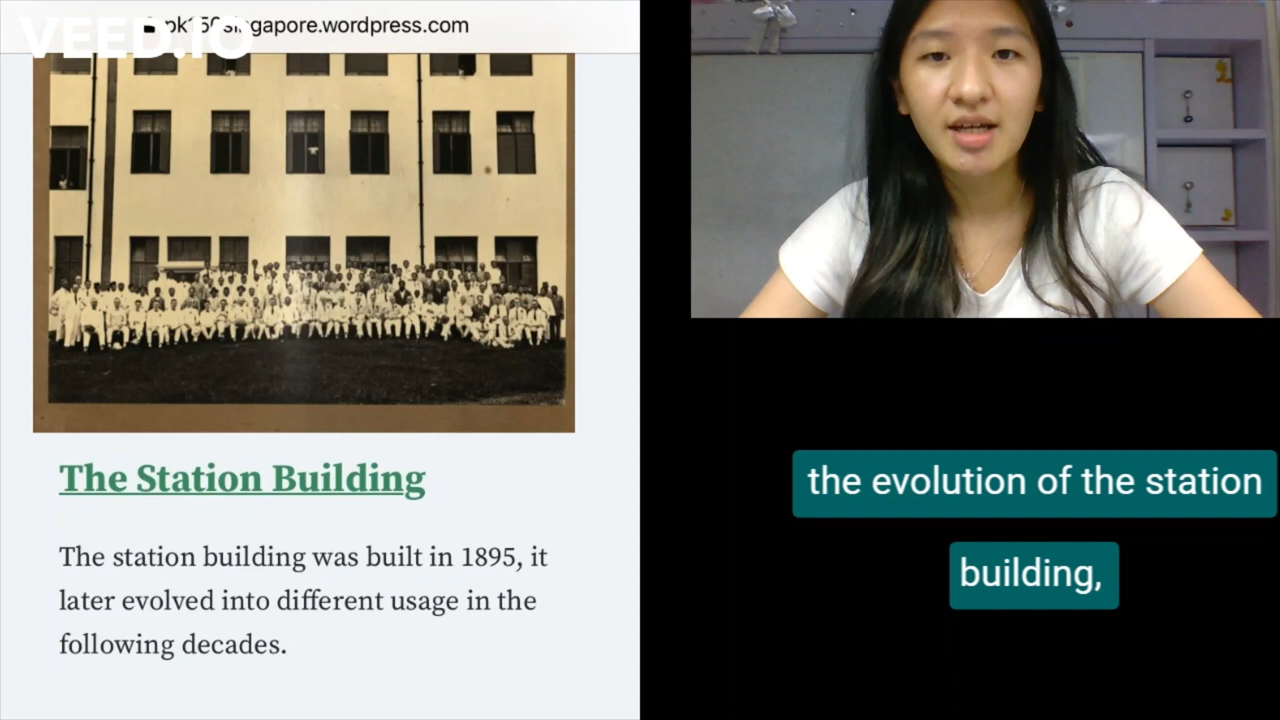 VEED.IO
singapore.wordpress.com
The Station Building
The station building was built in 1895, it
later evolved into different usage in the
following decades.
the evolution of the station
building,